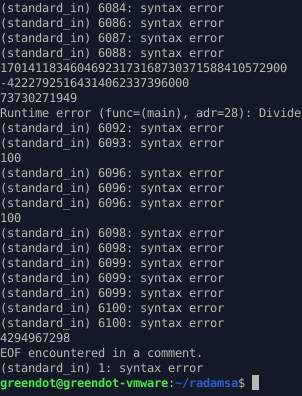 (standard_in) 6084: syntax error
(standard_in) 6086: syntax error
(standard_in) 6087: syntax error
(standard_in) 6088: syntax error
170141183460469231731687303715884105729​00
-42227925164314062337396000
73730271949
Runtime error (func=(main), adr=28): Divide
(standard_in) 6092: syntax error
(standard_in) 6093: syntax error
100
(standard_in) 6096: syntax error
(standard_in) 6096: syntax error
(standard_in) 6096: syntax error
100
(standard_in) 6098: syntax error
(standard_in) 6098: syntax error
(standard_in) 6099: syntax error
(standard_in) 6099: syntax error
(standard_in) 6099: syntax error
(standard_in) 6100: syntax error
(standard_in) 6100: syntax error
4294967298
EOF encountered in a comment.
(standard_in) 1: syntax error
greendot@greendot-vmware:~/radamsa$